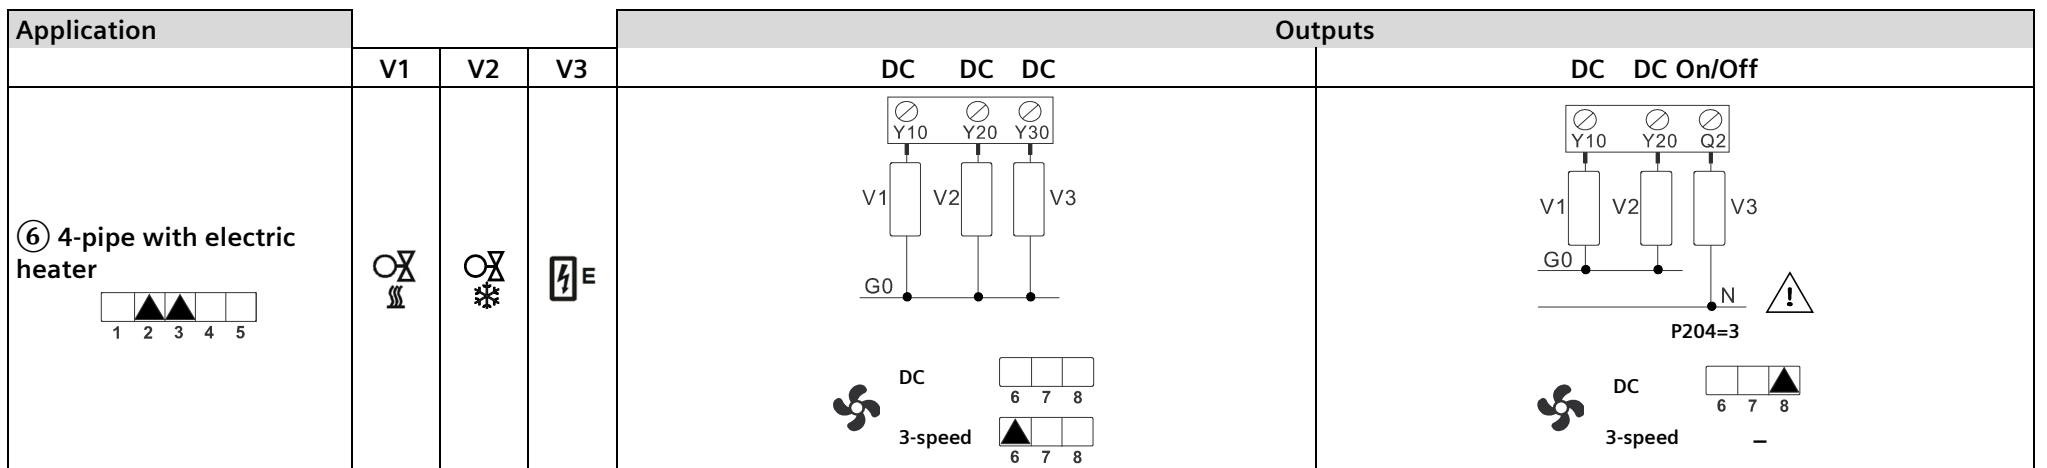 Application
Outputs
V1 V2 V3
DC DC DC
DC DC On/Off
⑥ 4-pipe with electric
heater
1 2 3 4 5
E
Y10 Y20 Y30
V1 V2 V3
G0
DC
6 7 8
3-speed
6 7 8
Y10 Y20 Q2
V1 V2 V3
G0
N
!
P204=3
DC
6 7 8
3-speed –